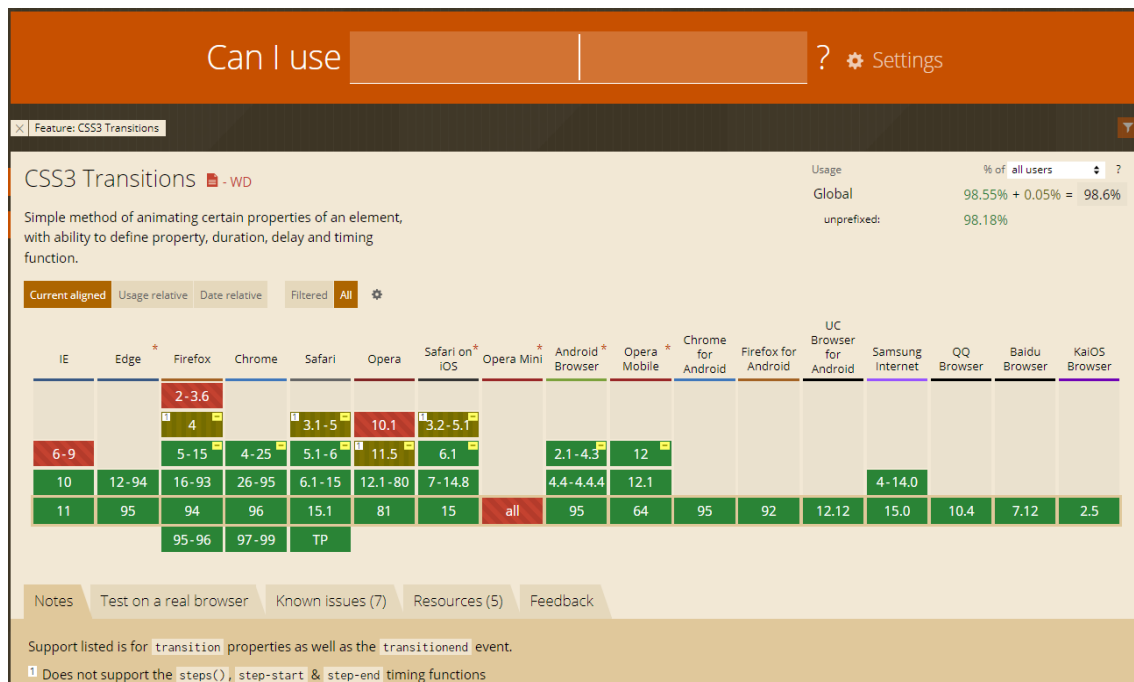 Can I use ? Settings
× Feature: CSS3 Transitions
CSS3 Transitions - WD
Usage % of all users ?
Global 98.55% + 0.05% = 98.6%
unprefixed: 98.18%
Simple method of animating certain properties of an element,
with ability to define property, duration, delay and timing
function.
Current aligned Usage relative Date relative Filtered All
IE
Edge *
Firefox
Chrome
Safari
Opera
Safari on *
iOS
Opera Mini *
Android *
Browser
Opera *
Mobile
Chrome
for
Android
Firefox for
Android
UC
Browser
for
Android
Samsung
Internet
QQ
Browser
Baidu
Browser
KaiOS
Browser
2-3.6
1 4 3.1-5 10.1 3.2-5.1
6-9 5-15 4-25 5.1-6 11.5 6.1 2.1-4.3 12
10 12-94 16-93 26-95 6.1-15 12.1-80 7-14.8 4.4-4.4.4 12.1 4-14.0
11 95 94 96 15.1 81 15 all 95 64 95 92 12.12 15.0 10.4 7.12 2.5
95-96 97-99 TP
Notes Test on a real browser Known issues (7) Resources (5) Feedback
Support listed is for transition properties as well as the transitionend event.
1 Does not support the steps(), step-start & step-end timing functions